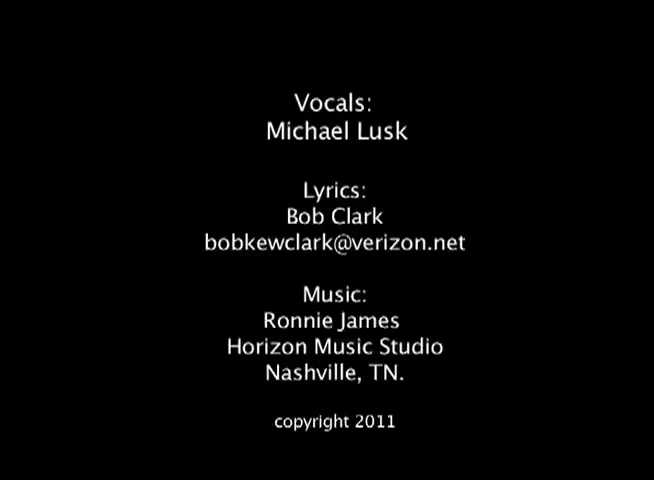 Vocals:
Michael Lusk
Lyrics:
Bob Clark
bobkewclark@verizon.net
Music:
Ronnie James
Horizon Music Studio
Nashville, TN.
copyright 2011